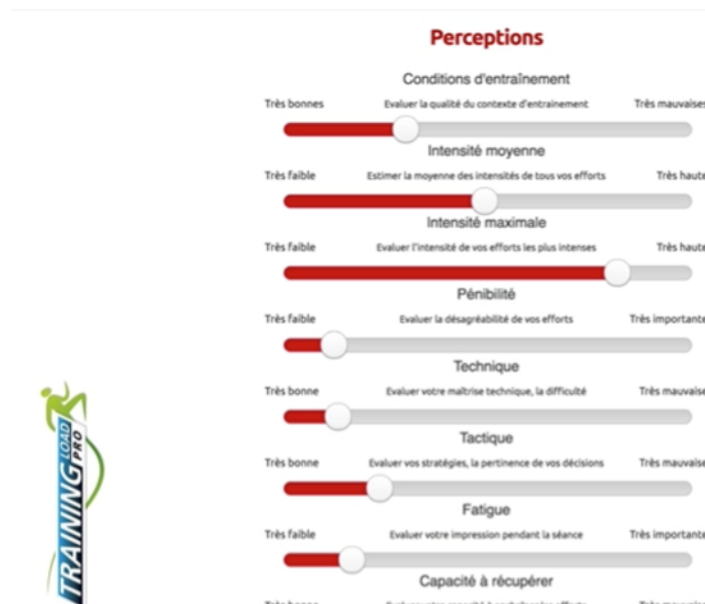 Perceptions
Conditions d'entraînement
Très bonnes Evaluer la qualité du contexte d'entrainement Très mauvaises
Intensité moyenne
Très faible Estimer la moyenne des intensités de tous vos efforts Très haute
Intensité maximale
Très faible Evaluer l'intensité de vos efforts les plus intenses Très haute
Pénibilité
Très faible Evaluer la désagréabilité de vos efforts Très importante
Technique
Très bonne Evaluer votre maîtrise technique, la difficulté Très mauvaise
Tactique
Très bonne Evaluer vos stratégies, la pertinence de vos décisions Très mauvaise
Fatigue
Très faible Evaluer votre impression pendant la séance Très importante
Capacité à récupérer
TRAINING LOAD PRO